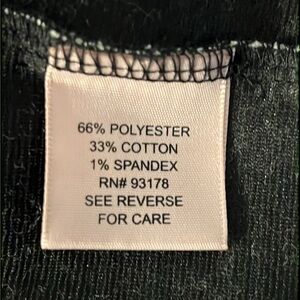 66% POLYESTER
33% COTTON
1% SPANDEX
RN# 93178
SEE REVERSE
FOR CARE